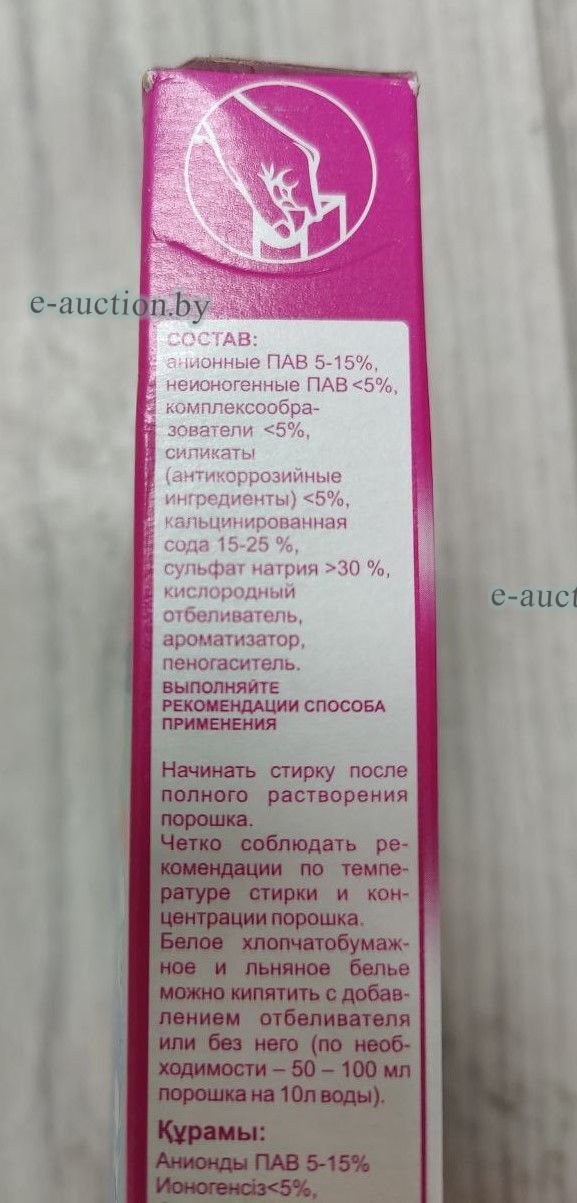 e-auction.by
СОСТАВ:
анионные ПАВ 5-15%,
неионогенные ПАВ <5%,
комплексообра-
зователи <5%,
силикаты
(антикоррозийные
ингредиенты) <5%,
кальцинированная
сода 15-25 %,
сульфат натрия >30 %,
кислородный
отбеливатель,
ароматизатор,
пеногаситель.
ВЫПОЛНЯЙТЕ
РЕКОМЕНДАЦИИ СПОСОБА
ПРИМЕНЕНИЯ
e-auct
Начинать стирку после
полного растворения
порошка.
Четко соблюдать ре-
комендации по темпе-
ратуре стирки и кон-
центрации порошка.
Белое хлопчатобумаж-
ное и льняное белье
можно кипятить с добав-
лением отбеливателя
или без него (по необ-
ходимости – 50 – 100 мл
порошка на 10л воды).
Құрамы:
Анионды ПАВ 5-15%
Ионогенсіз<5%,